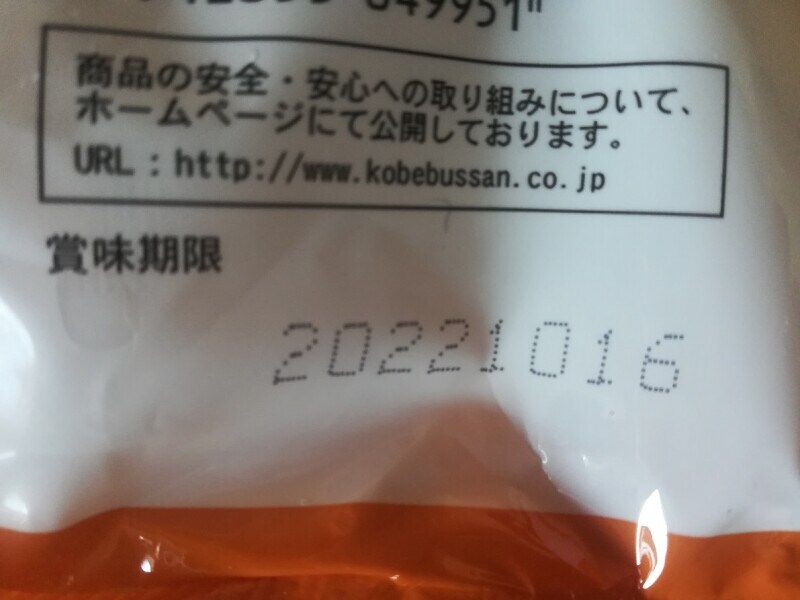 049951"
商品の安全・安心への取り組みについて、
ホームページにて公開しております。
URL : http://www.kobebussan.co.jp
賞味期限
20221016